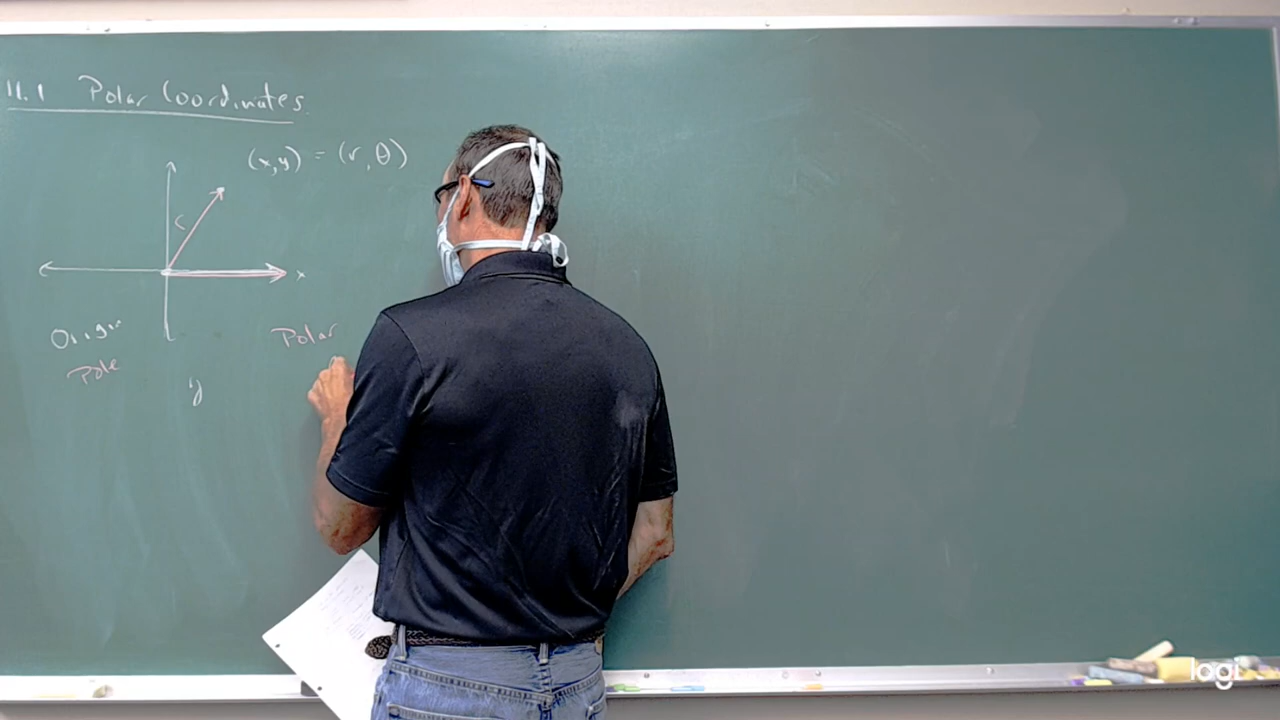 11.1 Polar Coordinates
(x,y) = (r,θ)
r
x
Origin
Polar
Pole
y
logi